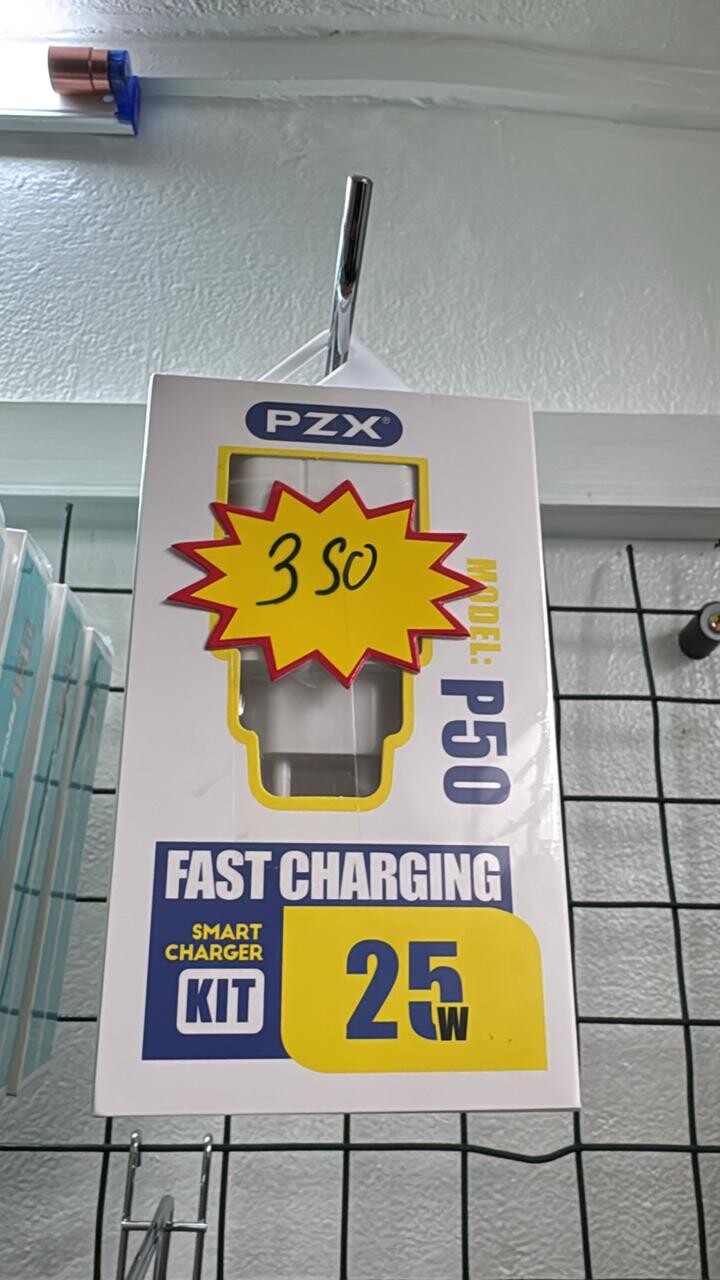 PZX®
350
MODEL: P50
FAST CHARGING
SMART
CHARGER
KIT
25W